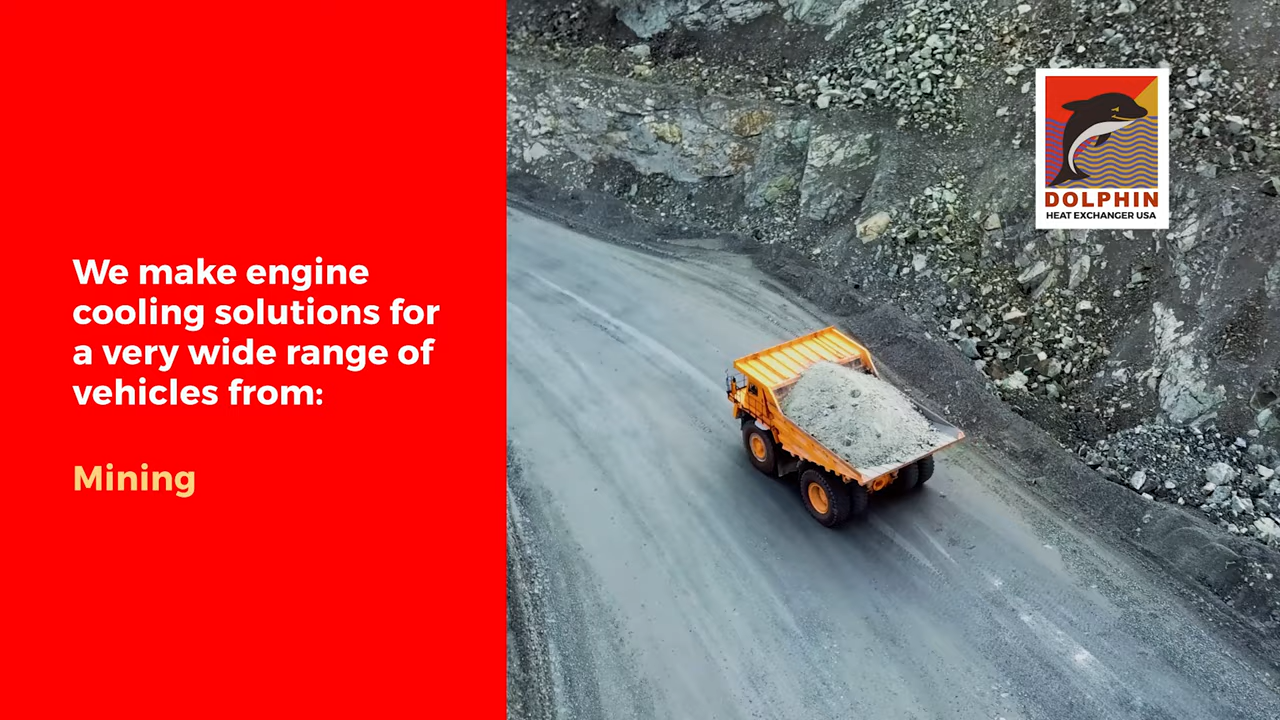 We make engine
cooling solutions for
a very wide range of
vehicles from:
Mining
DOLPHIN
HEAT EXCHANGER USA